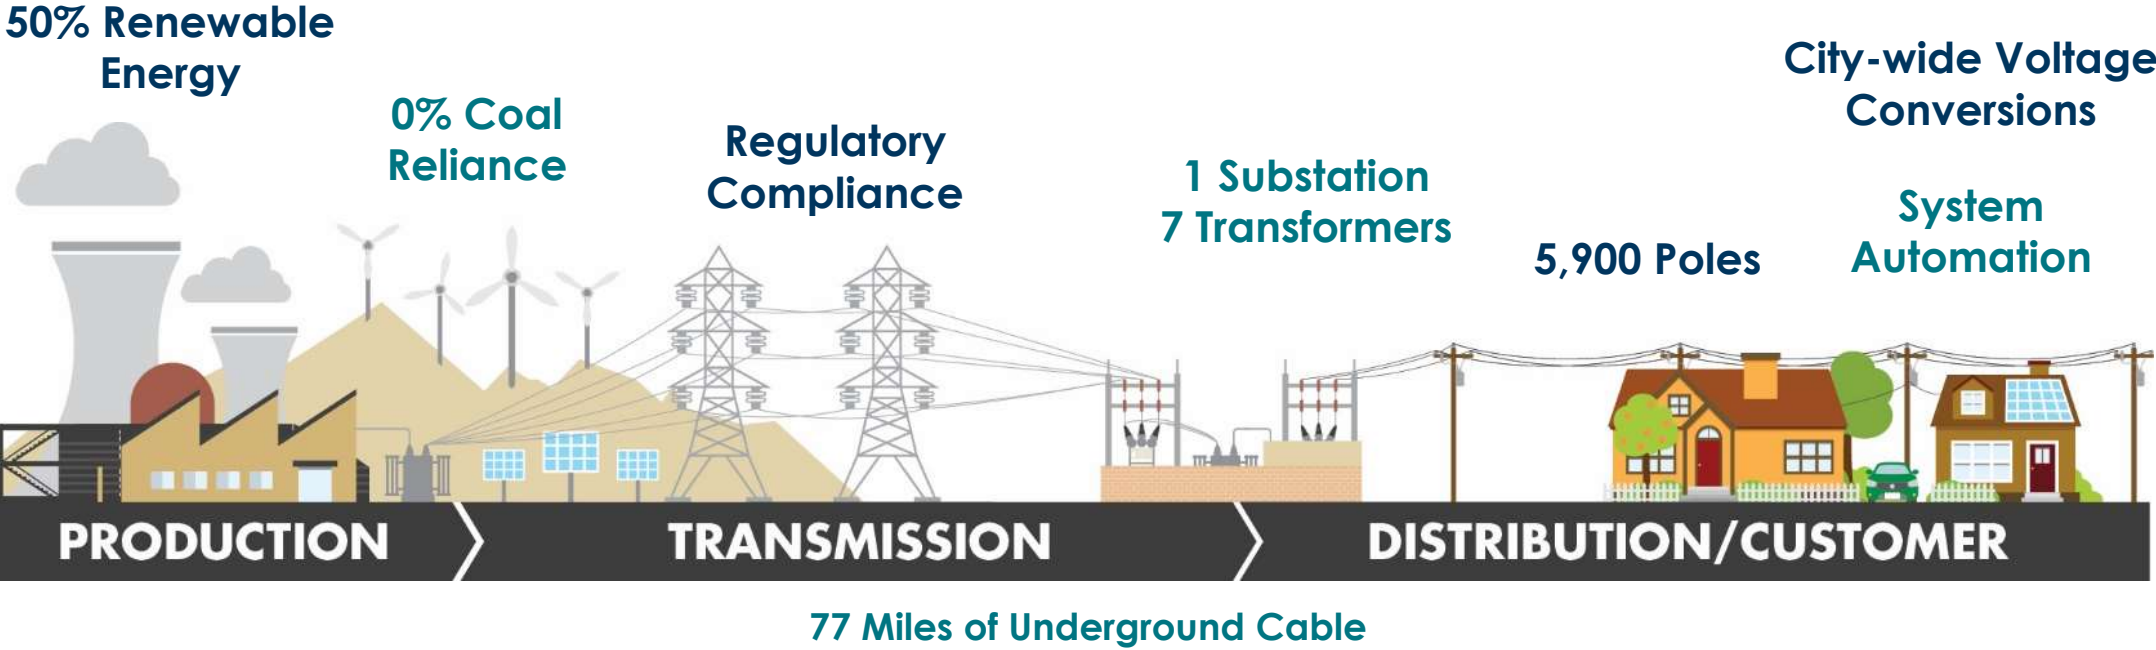 50% Renewable
Energy
0% Coal
Reliance
Regulatory
Compliance
1 Substation
7 Transformers
5,900 Poles
City-wide Voltage
Conversions
System
Automation
PRODUCTION
TRANSMISSION
DISTRIBUTION/CUSTOMER
77 Miles of Underground Cable